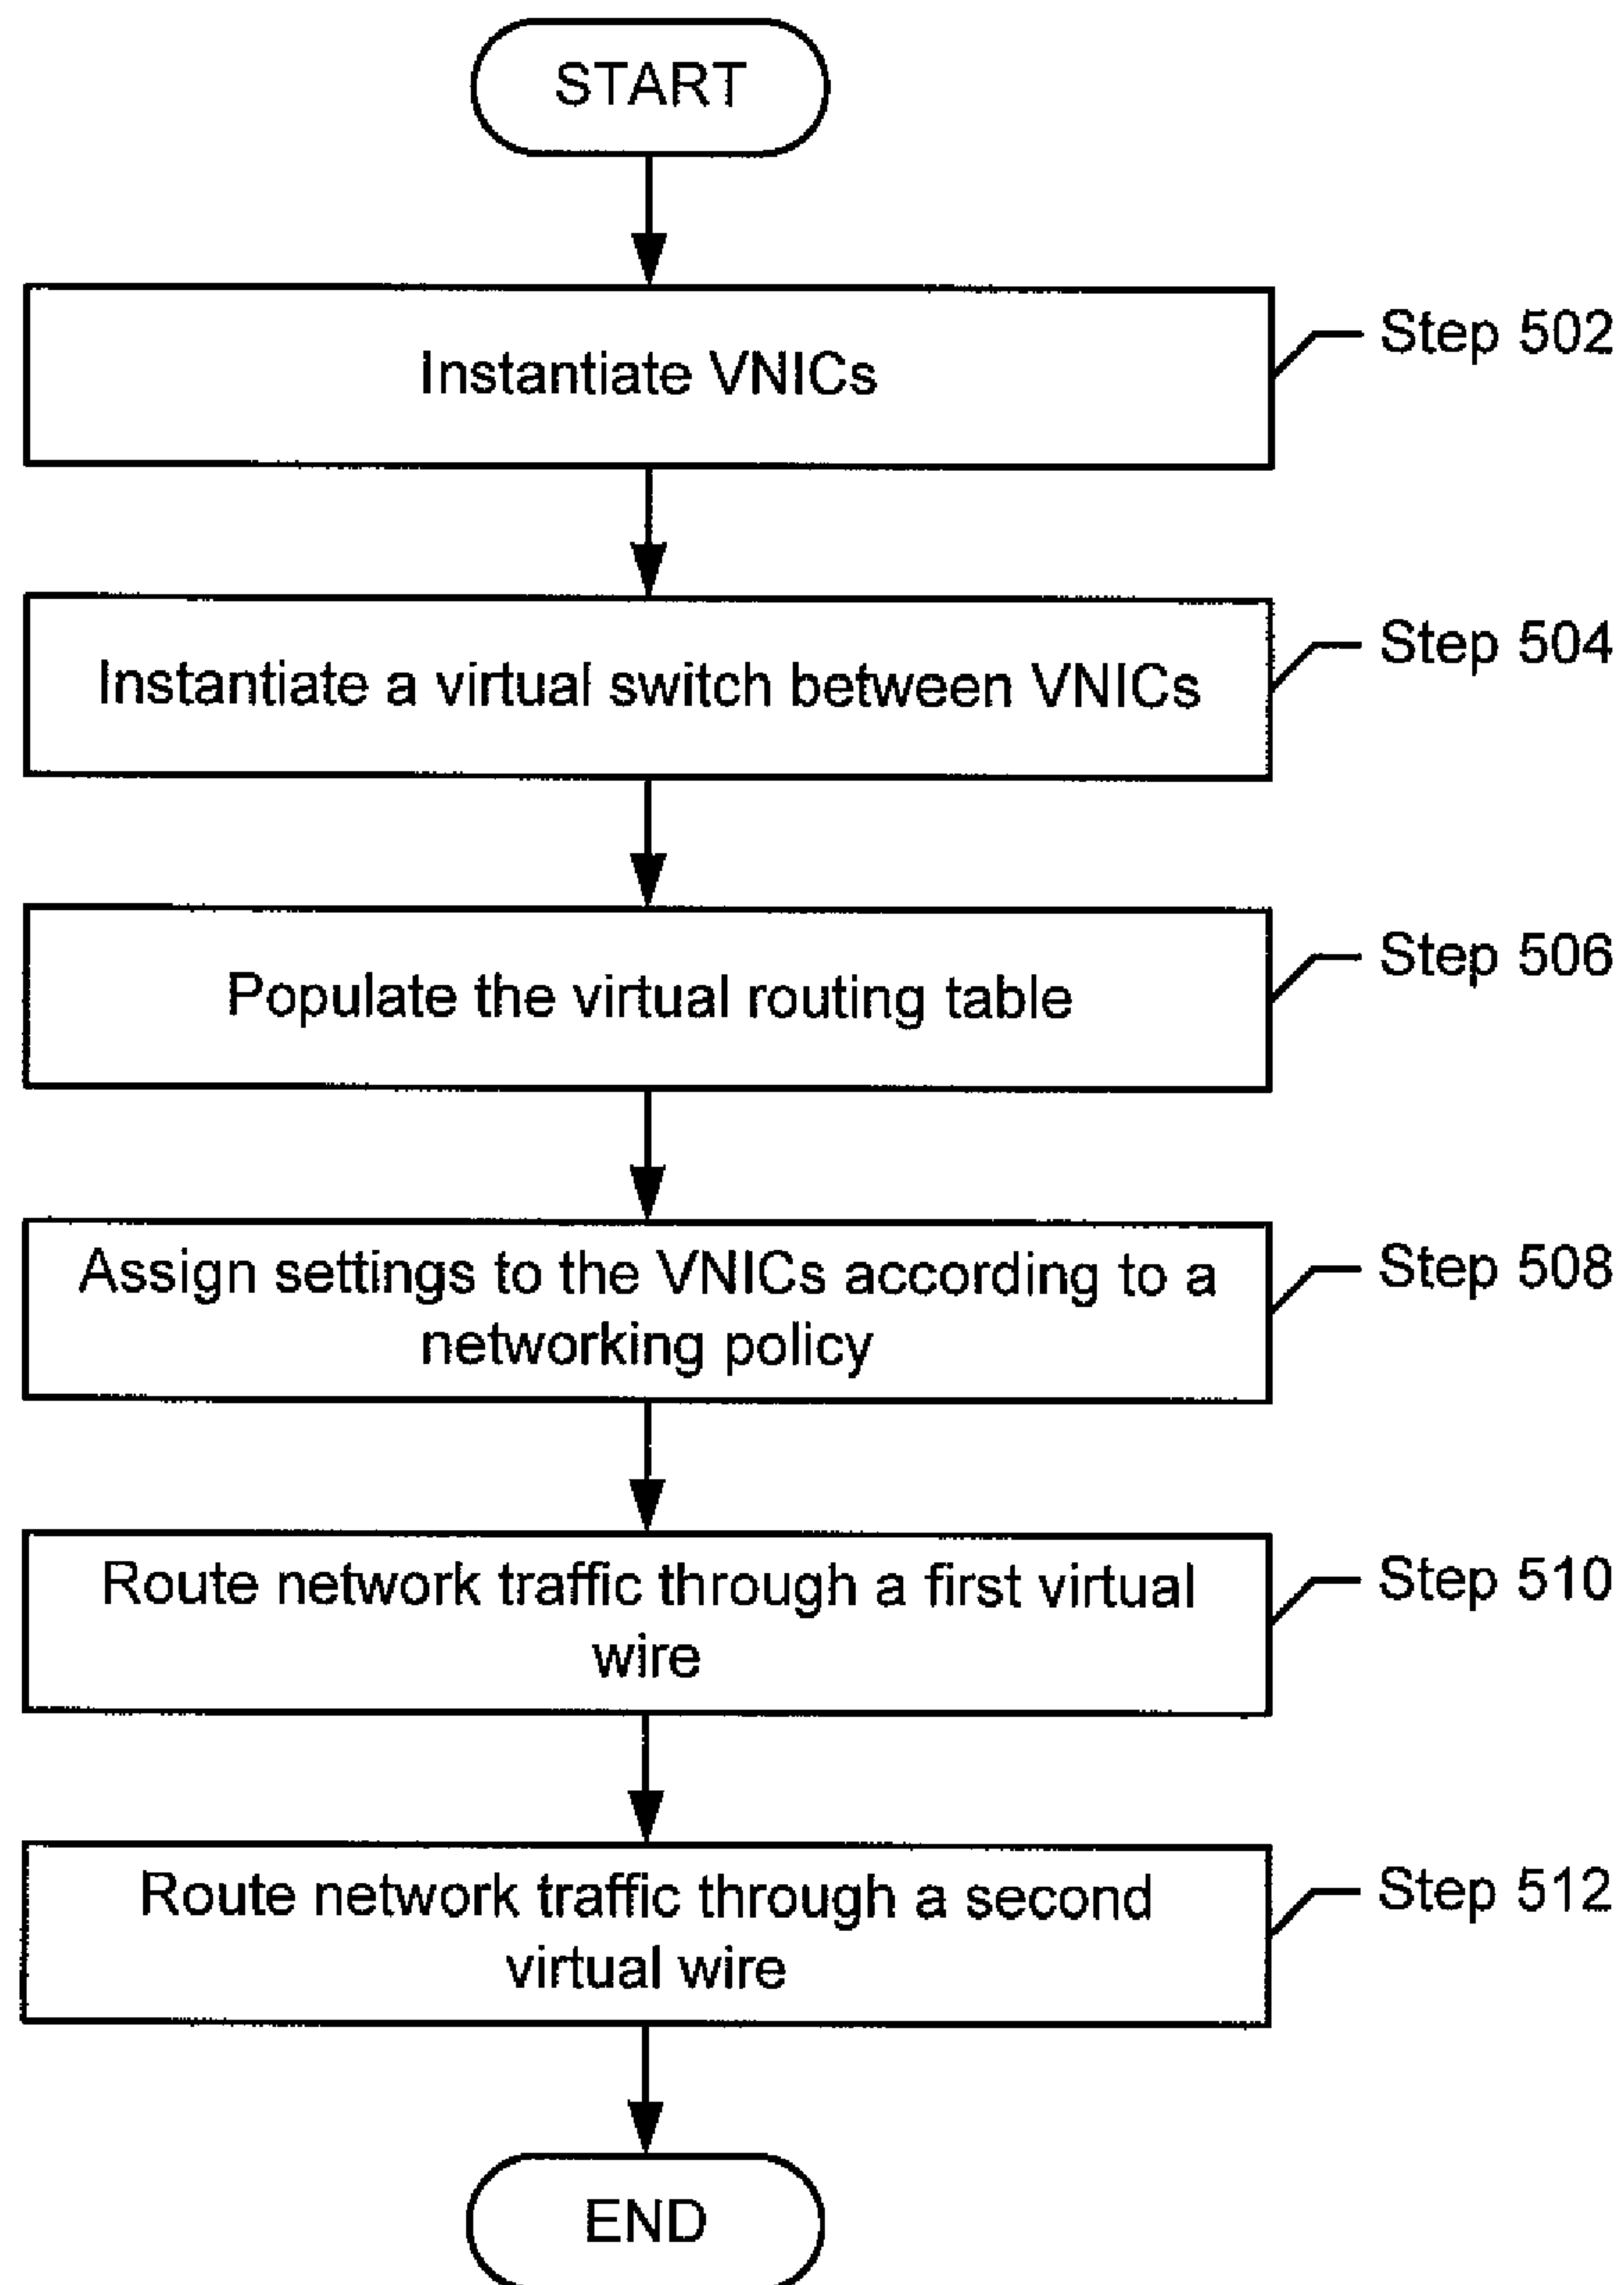 START
Instantiate VNICs
Step 502
Instantiate a virtual switch between VNICs
Step 504
Populate the virtual routing table
Step 506
Assign settings to the VNICs according to a
networking policy
Step 508
Route network traffic through a first virtual
wire
Step 510
Route network traffic through a second
virtual wire
Step 512
END